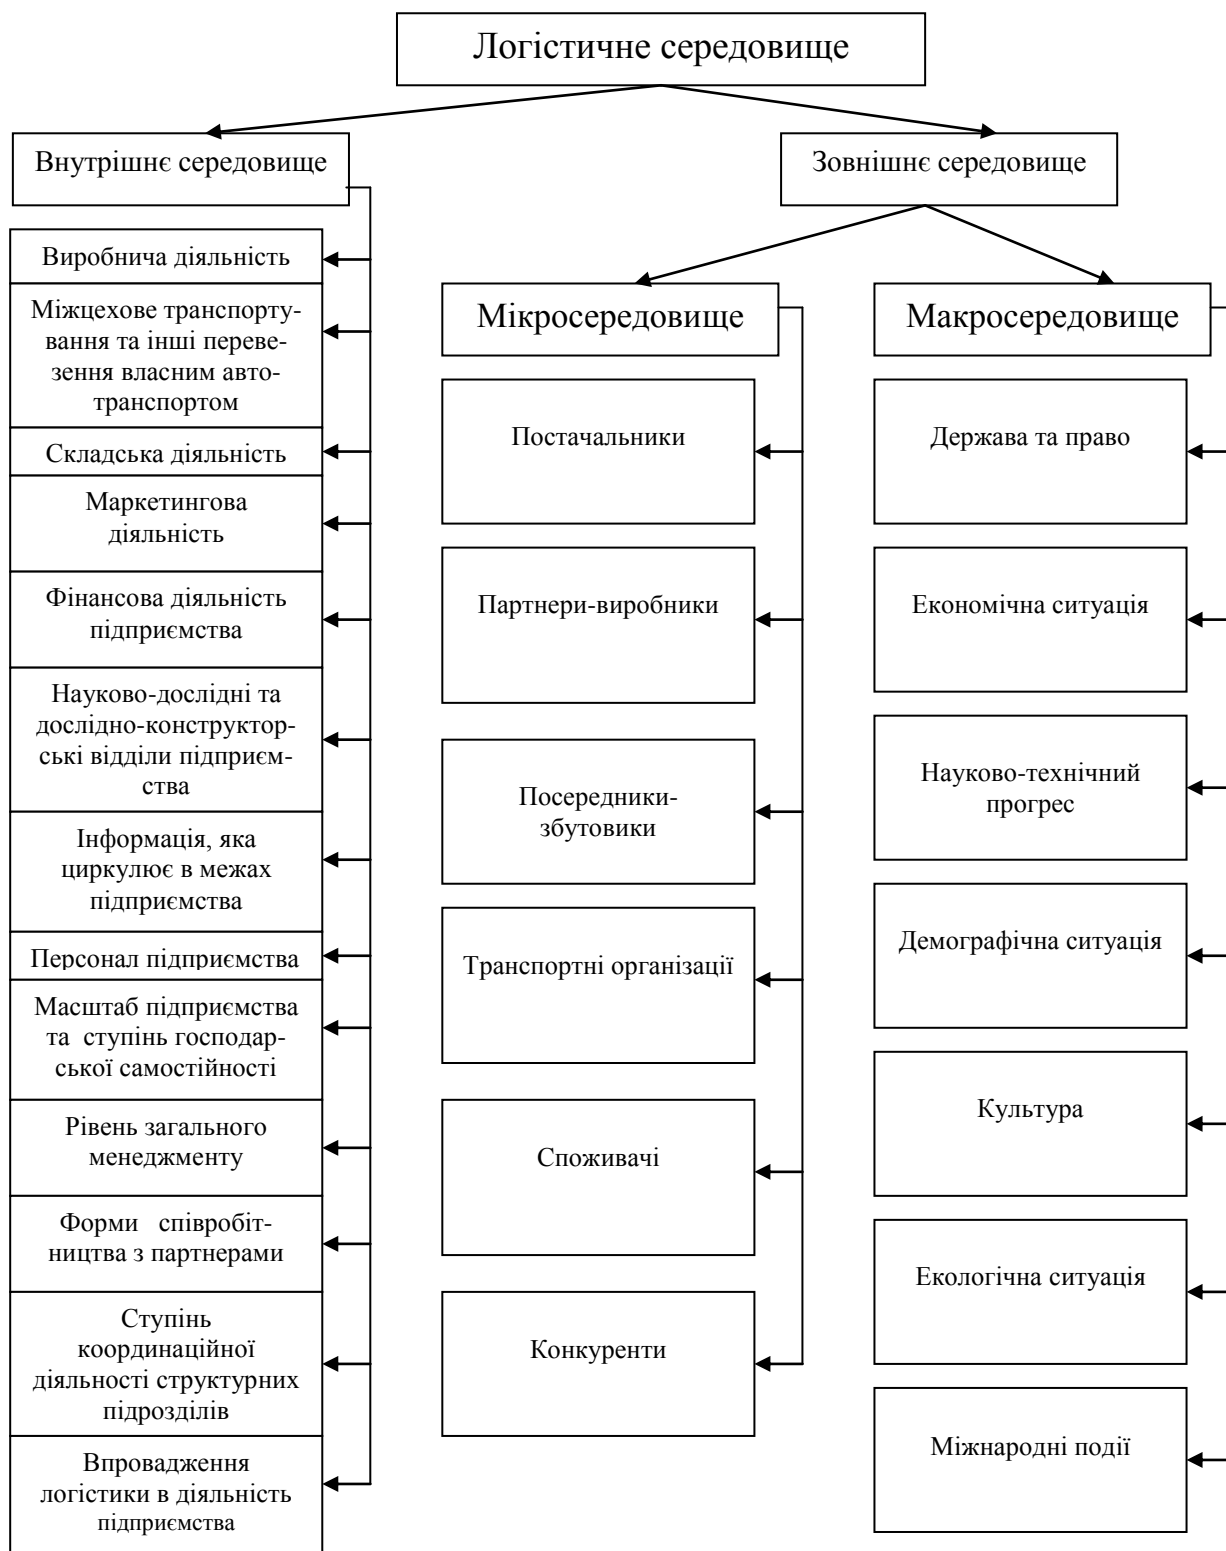 Логістичне середовище
Внутрішнє середовище
Зовнішнє середовище
Виробнича діяльність
Міжцехове транспорту-
вання та інші переве-
зення власним авто-
транспортом
Складська діяльність
Маркетингова
діяльність
Фінансова діяльність
підприємства
Науково-дослідні та
дослідно-конструктор-
ські відділи підприєм-
ства
Інформація, яка
циркулює в межах
підприємства
Персонал підприємства
Масштаб підприємства
та ступінь господар-
ської самостійності
Рівень загального
менеджменту
Форми співробіт-
ництва з партнерами
Ступінь
координаційної
діяльності структурних
підрозділів
Впровадження
логістики в діяльність
підприємства
Мікросередовище
Постачальники
Партнери-виробники
Посередники-
збутовики
Транспортні організації
Споживачі
Конкуренти
Макросередовище
Держава та право
Економічна ситуація
Науково-технічний
прогрес
Демографічна ситуація
Культура
Екологічна ситуація
Міжнародні події